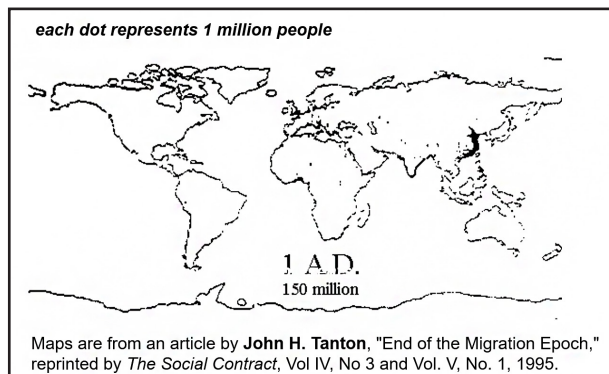 each dot represents 1 million people
1 A.D.
150 million
Maps are from an article by John H. Tanton, "End of the Migration Epoch,"
reprinted by The Social Contract, Vol IV, No 3 and Vol. V, No. 1, 1995.